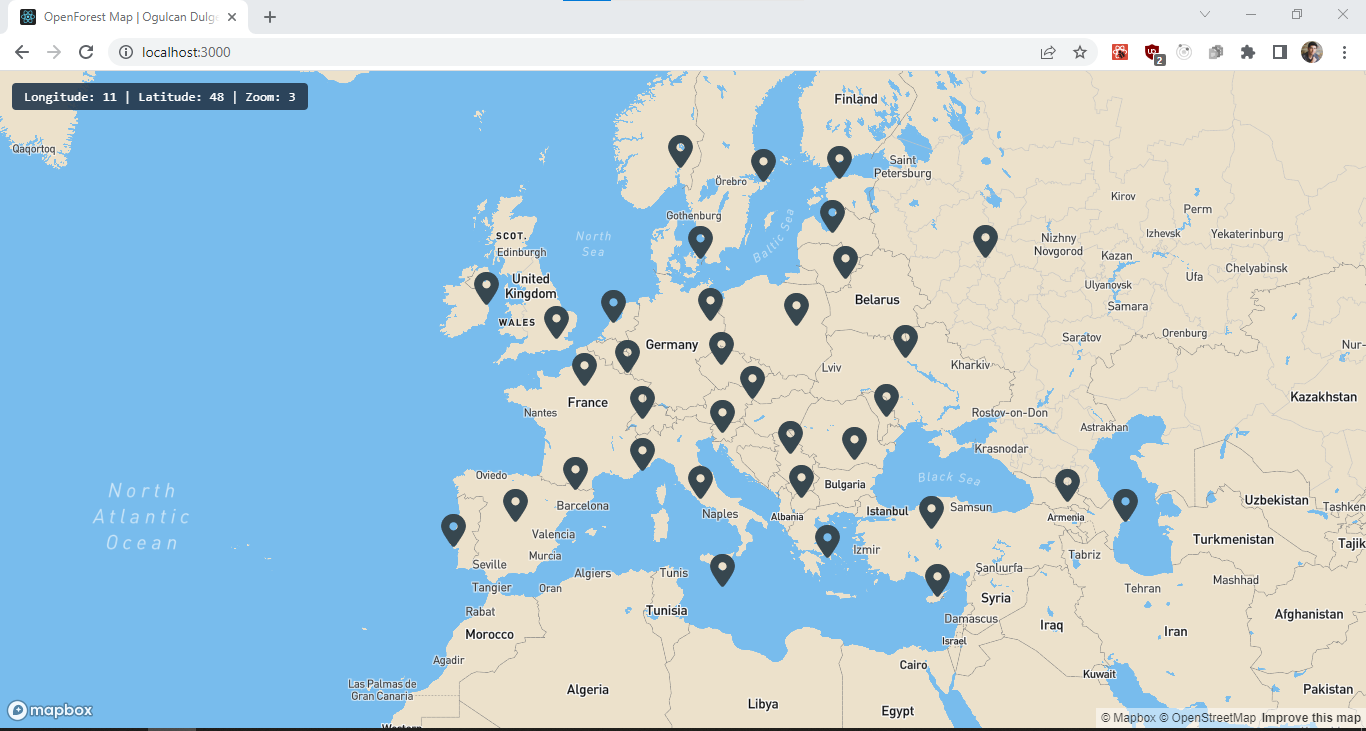 OpenForest Map | Ogulcan Dulge
localhost:3000
2
Longitude: 11 | Latitude: 48 | Zoom: 3
Finland
Qaqortoq
Saint
Petersburg
Örebro
Kirov
Perm
Gothenburg
SCOT.
North
Sea
Baltic Sea
Edinburgh
Nizhny
Novgorod
Izhevsk
Yekaterinburg
Kazan
Chelyabinsk
Ufa
United
Kingdom
Ulyanovsk
Belarus
Samara
WALES
Orenburg
Saratov
Germany
Nur-
Lviv
Kharkiv
Kazakhstan
France
Nantes
Rostov-on-Don
Astrakhan
Krasnodar
Oviedo
Black Sea
Bulgaria
North
Atlantic
Ocean
Uzbekistan
Barcelona
Istanbul
Samsun
Tashken
Naples
Albania
Armenia
Valencia
Turkmenistan
Tajik
Izmir
Murcia
Tabriz
Seville
Algiers
Tunis
Şanlıurfa
Mashhad
Tangier
Oran
Tehran
Syria
Rabat
Tunisia
Damascus
Afghanistan
Iraq
Iran
Morocco
Israel
Agadir
Cairo
Kuwait
Las Palmas de
Gran Canaria
Algeria
Pakistan
Libya
Egypt
mapbox
© Mapbox © OpenStreetMap Improve this map
Western